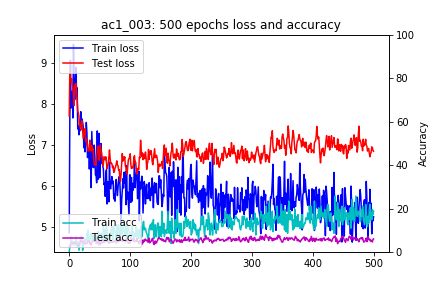 ac1_003: 500 epochs loss and accuracy
Train loss
Test loss
Train acc
Test acc
Loss
9
8
7
6
5
Accuracy
100
80
60
40
20
0
0 100 200 300 400 500